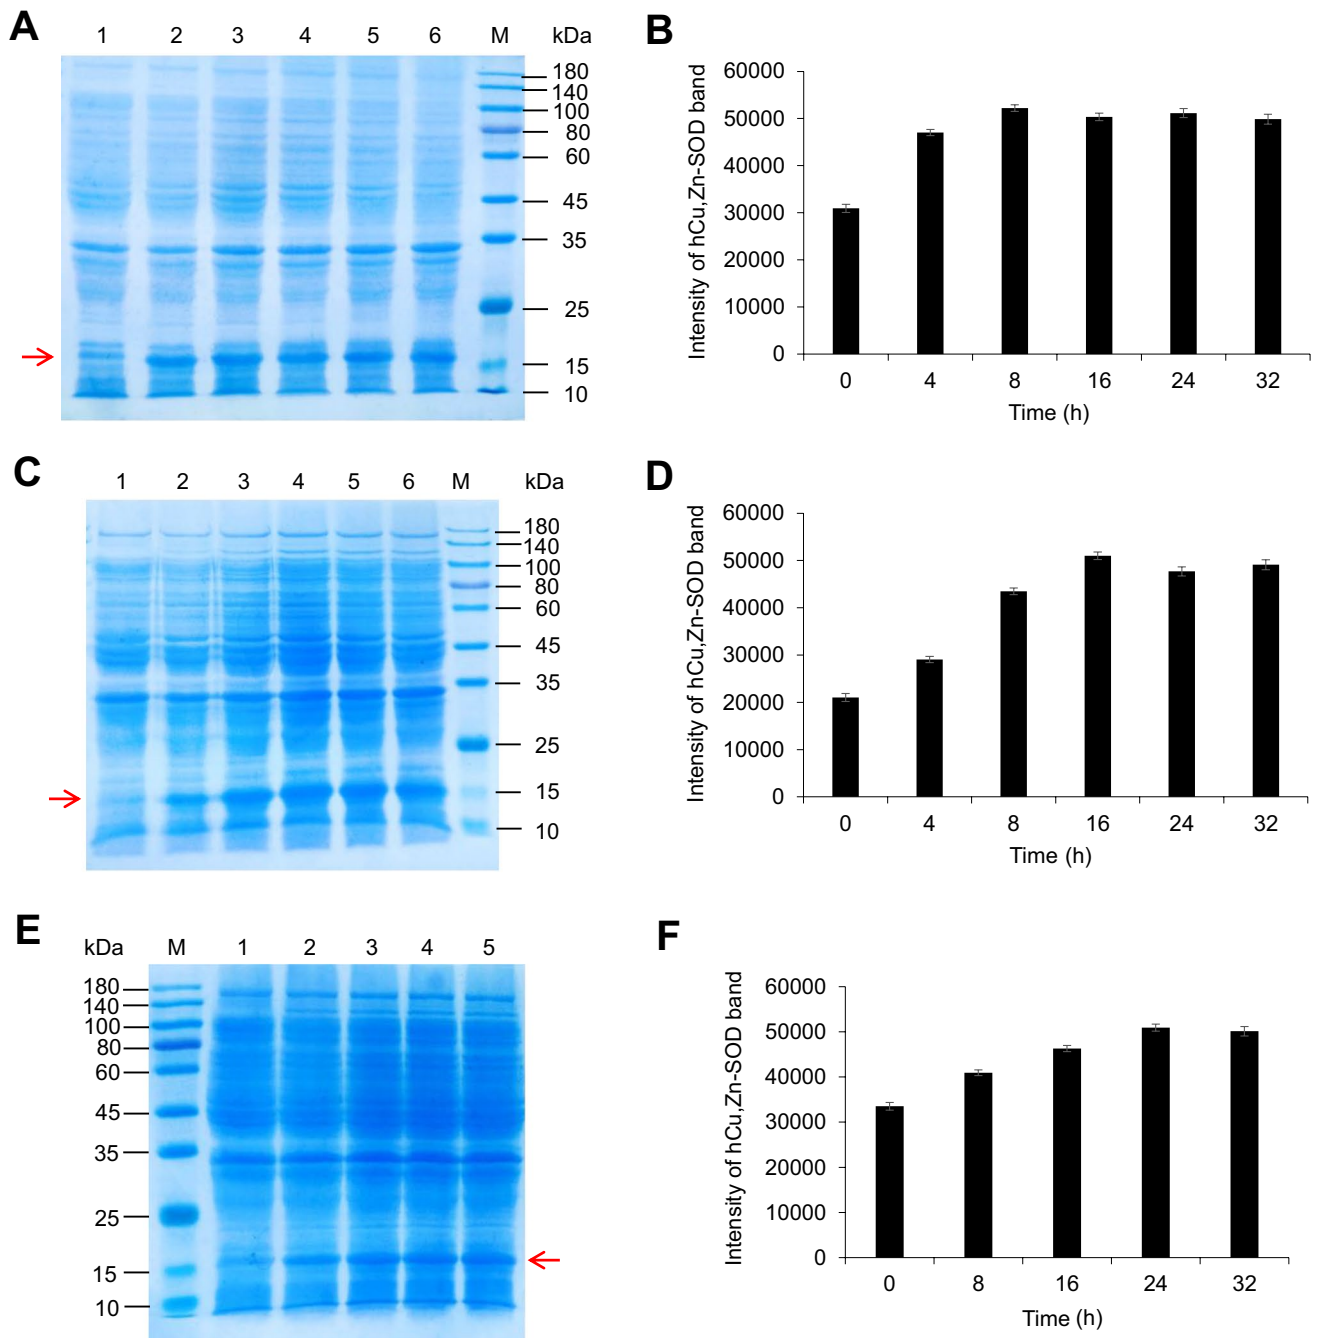 A
1 2 3 4 5 6 M kDa
180
140
100
80
60
45
35
25
15
10
B
Intensity of hCu,Zn-SOD band
60000
50000
40000
30000
20000
10000
0
0 4 8 16 24 32
Time (h)
C
1 2 3 4 5 6 M kDa
180
140
100
80
60
45
35
25
15
10
D
Intensity of hCu,Zn-SOD band
60000
50000
40000
30000
20000
10000
0
0 4 8 16 24 32
Time (h)
E
kDa M 1 2 3 4 5
180
140
100
80
60
45
35
25
15
10
F
Intensity of hCu,Zn-SOD band
60000
50000
40000
30000
20000
10000
0
0 8 16 24 32
Time (h)